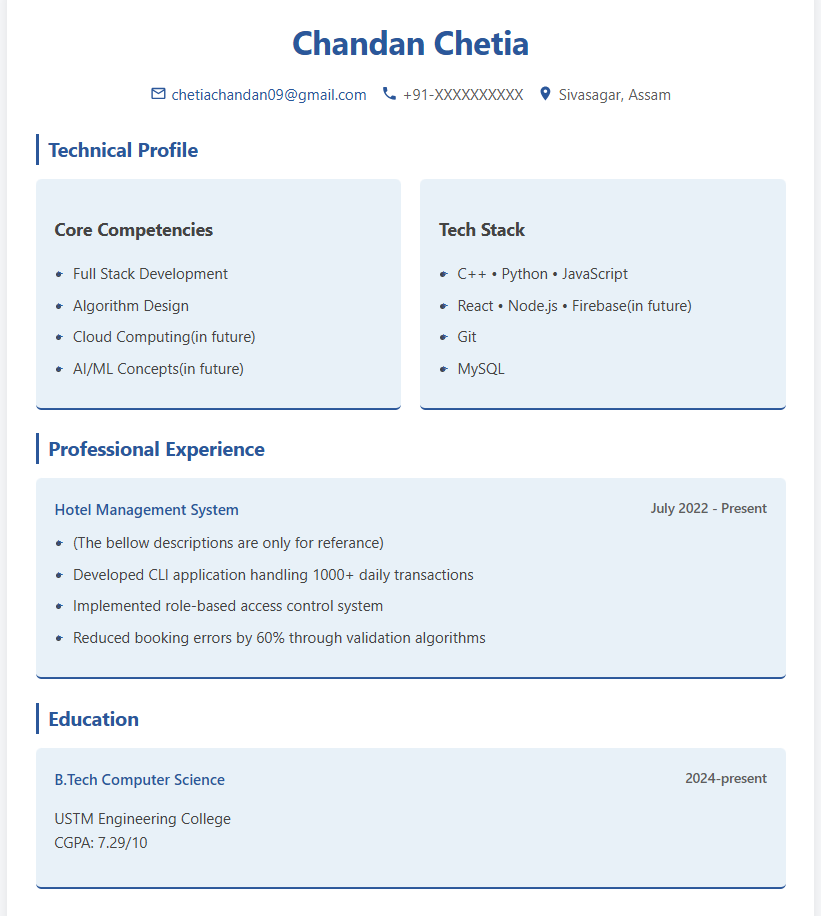 Chandan Chetia
chetiachandan09@gmail.com +91-XXXXXXXXXX Sivasagar, Assam
Technical Profile
Core Competencies
Full Stack Development
Algorithm Design
Cloud Computing(in future)
AI/ML Concepts(in future)
Tech Stack
C++ • Python • JavaScript
React • Node.js • Firebase(in future)
Git
MySQL
Professional Experience
Hotel Management System July 2022 - Present
(The bellow descriptions are only for referance)
Developed CLI application handling 1000+ daily transactions
Implemented role-based access control system
Reduced booking errors by 60% through validation algorithms
Education
B.Tech Computer Science 2024-present
USTM Engineering College
CGPA: 7.29/10